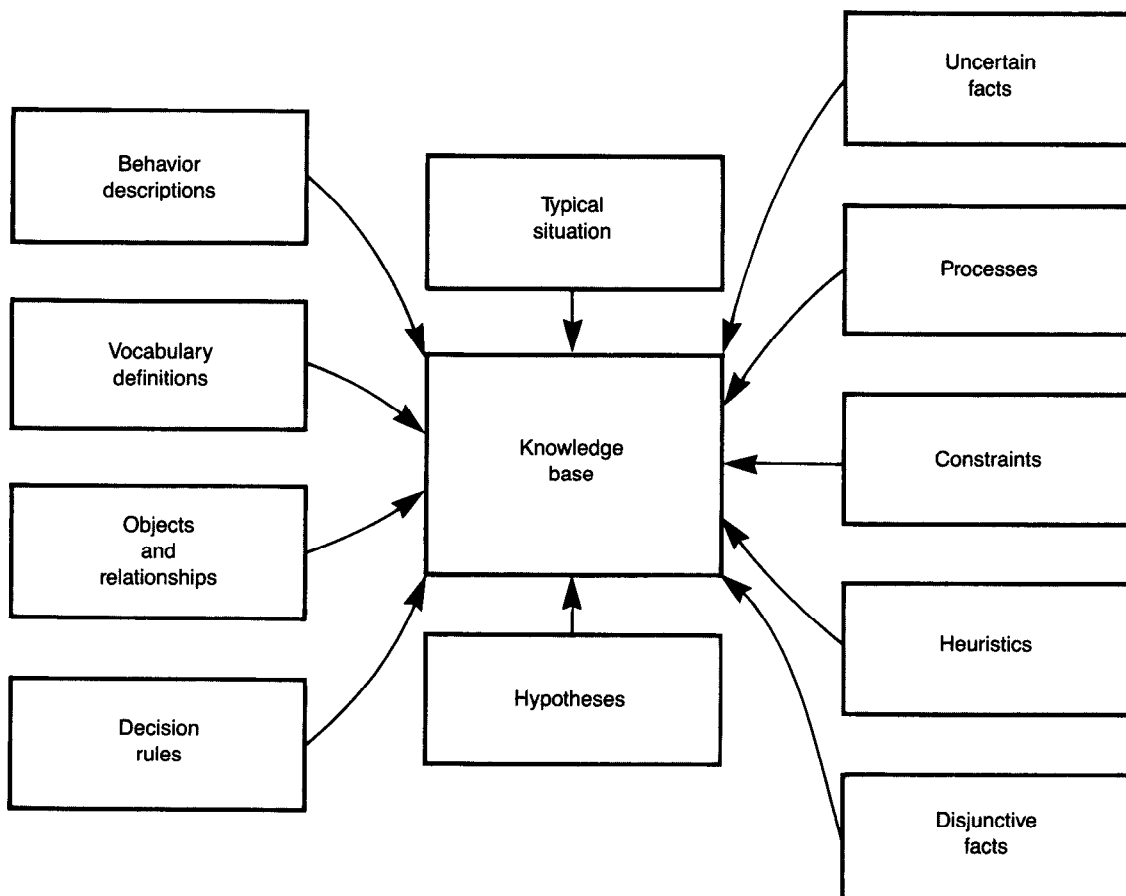 Behavior
descriptions
Vocabulary
definitions
Objects
and
relationships
Decision
rules
Typical
situation
Knowledge
base
Hypotheses
Uncertain
facts
Processes
Constraints
Heuristics
Disjunctive
facts